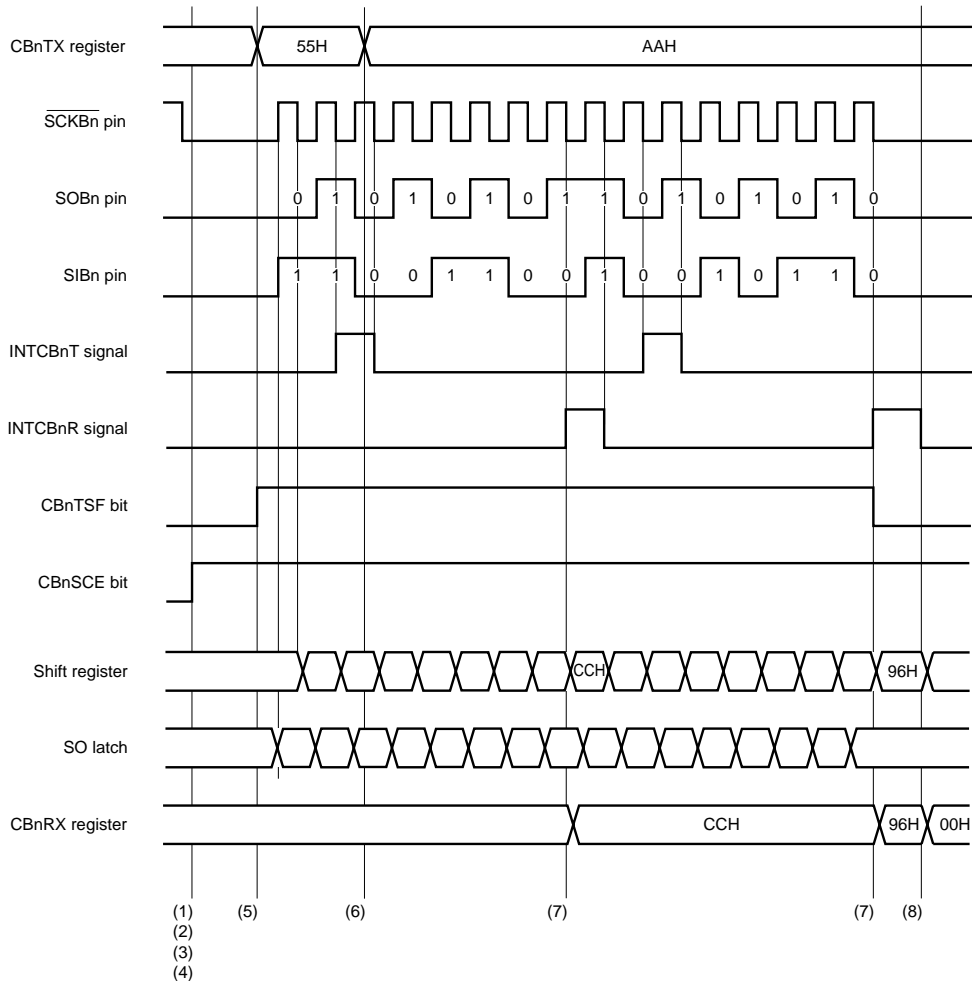 CBnTX register 55H AAH
SCKBn pin
SOBn pin 0 1 0 1 0 1 0 1 1 0 1 0 1 0 1 0
SIBn pin 1 1 0 0 1 1 0 0 1 0 0 1 0 1 1 0
INTCBnT signal
INTCBnR signal
CBnTSF bit
CBnSCE bit
Shift register CCH 96H
SO latch
CBnRX register CCH 96H 00H
(1) (5) (6) (7) (7) (8)
(2)
(3)
(4)